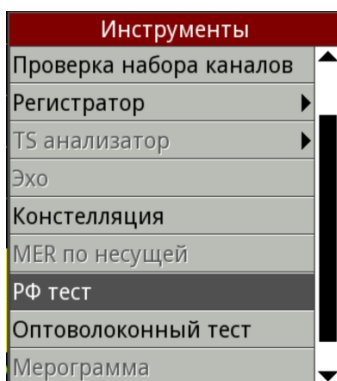 Инструменты
Проверка набора каналов
Регистратор
TS анализатор
Эхо
Констелляция
MER по несущей
РФ тест
Оптоволоконный тест
Мерограмма